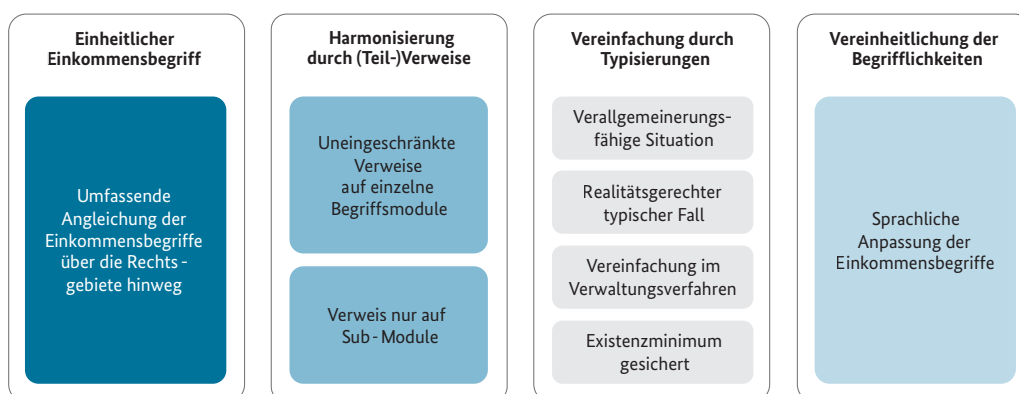 Einheitlicher
Einkommensbegriff
Umfassende
Angleichung der
Einkommensbegriffe
über die Rechts -
gebiete hinweg
Harmonisierung
durch (Teil-)Verweise
Uneingeschränkte
Verweise
auf einzelne
Begriffsmodule
Verweis nur auf
Sub - Module
Vereinfachung durch
Typisierungen
Verallgemeinerungs-
fähige Situation
Realitätsgerechter
typischer Fall
Vereinfachung im
Verwaltungsverfahren
Existenzminimum
gesichert
Vereinheitlichung der
Begrifflichkeiten
Sprachliche
Anpassung der
Einkommensbegriffe